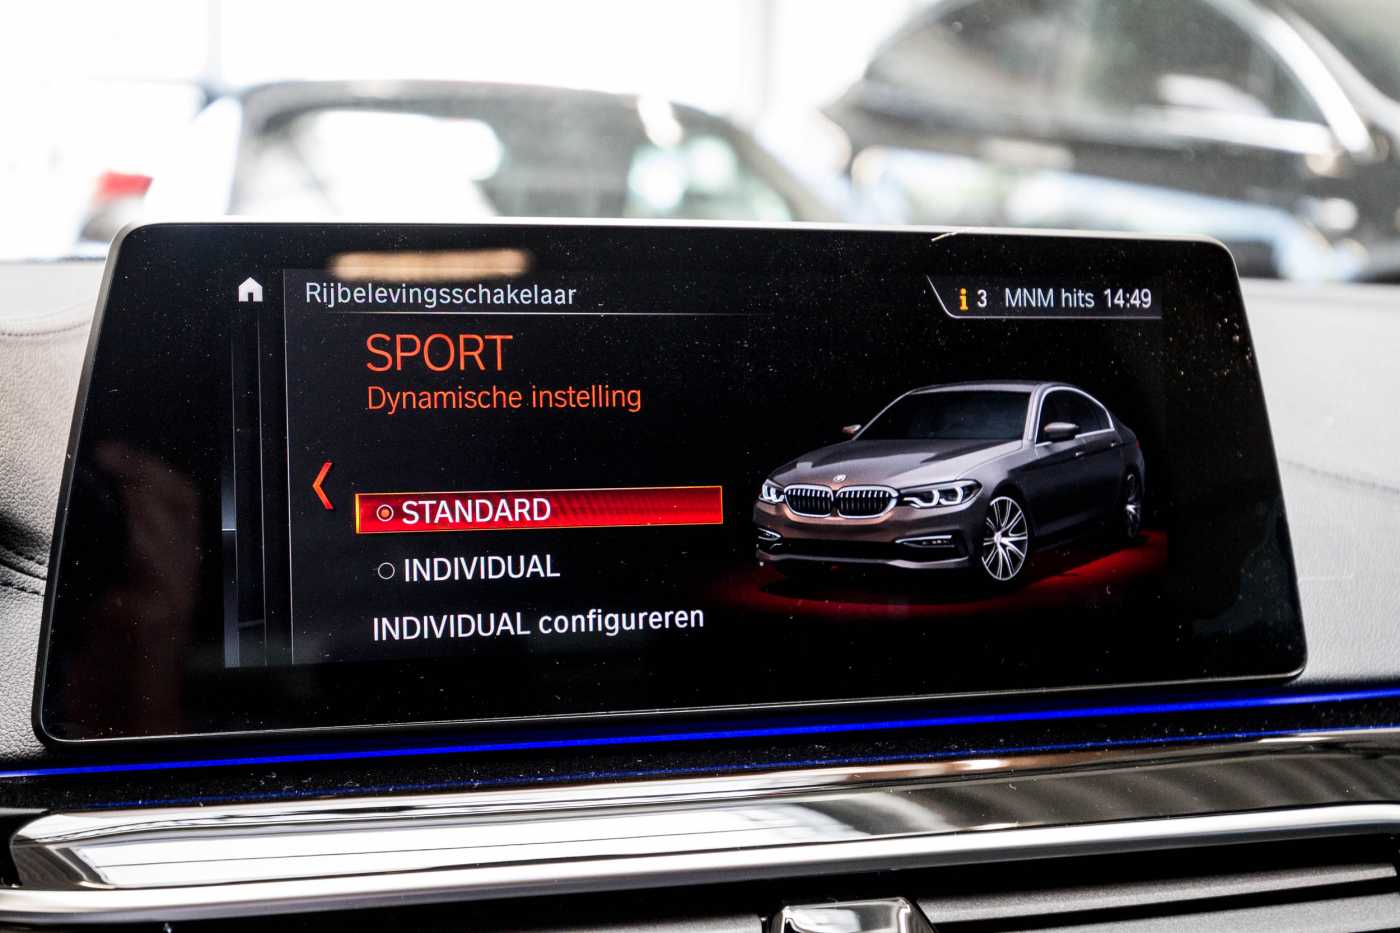 Rijbelevingsschakelaar
i 3 MNM hits 14:49
SPORT
Dynamische instelling
STANDARD
INDIVIDUAL
INDIVIDUAL configureren